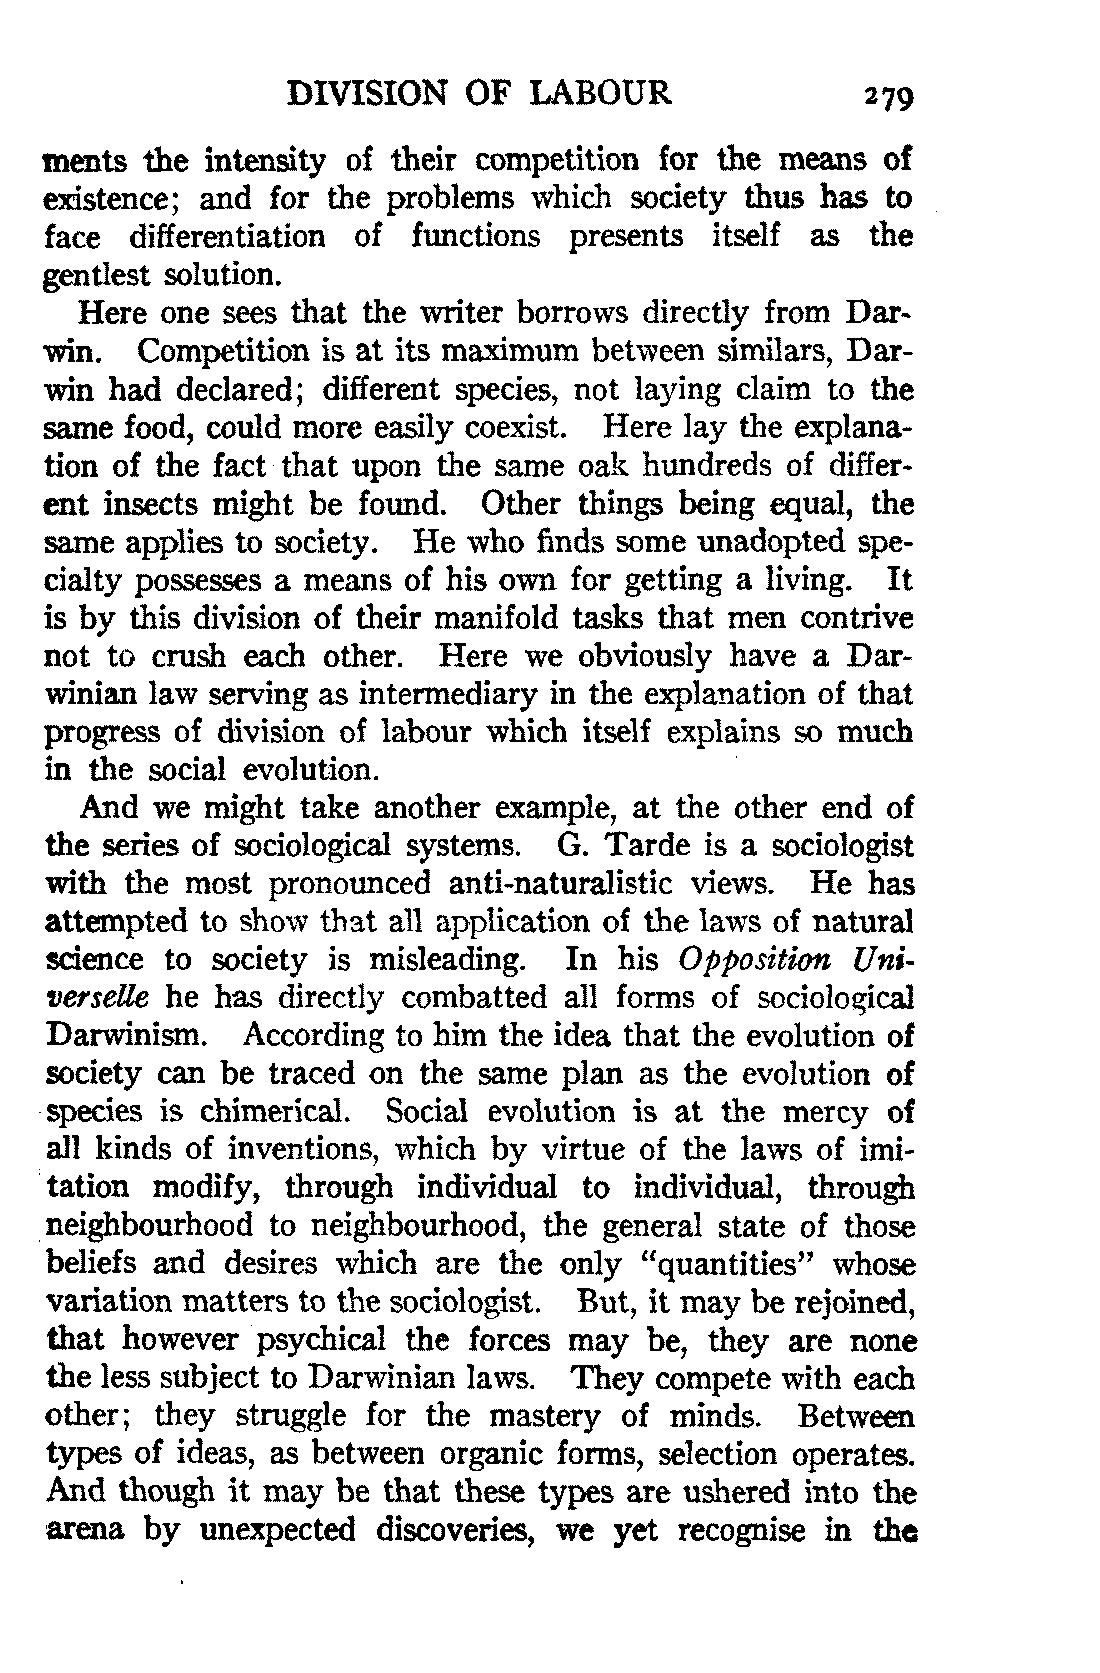 DIVISION OF LABOUR 279
ments the intensity of their competition for the means of
existence; and for the problems which society thus has to
face differentiation of functions presents itself as the
gentlest solution.
Here one sees that the writer borrows directly from Dar-
win. Competition is at its maximum between similars, Dar-
win had declared; different species, not laying claim to the
same food, could more easily coexist. Here lay the explana-
tion of the fact that upon the same oak hundreds of differ-
ent insects might be found. Other things being equal, the
same applies to society. He who finds some unadopted spe-
cialty possesses a means of his own for getting a living. It
is by this division of their manifold tasks that men contrive
not to crush each other. Here we obviously have a Dar-
winian law serving as intermediary in the explanation of that
progress of division of labour which itself explains so much
in the social evolution.
And we might take another example, at the other end of
the series of sociological systems. G. Tarde is a sociologist
with the most pronounced anti-naturalistic views. He has
attempted to show that all application of the laws of natural
science to society is misleading. In his Opposition Uni-
verselle he has directly combatted all forms of sociological
Darwinism. According to him the idea that the evolution of
society can be traced on the same plan as the evolution of
species is chimerical. Social evolution is at the mercy of
all kinds of inventions, which by virtue of the laws of imi-
tation modify, through individual to individual, through
neighbourhood to neighbourhood, the general state of those
beliefs and desires which are the only “quantities” whose
variation matters to the sociologist. But, it may be rejoined,
that however psychical the forces may be, they are none
the less subject to Darwinian laws. They compete with each
other; they struggle for the mastery of minds. Between
types of ideas, as between organic forms, selection operates.
And though it may be that these types are ushered into the
arena by unexpected discoveries, we yet recognise in the